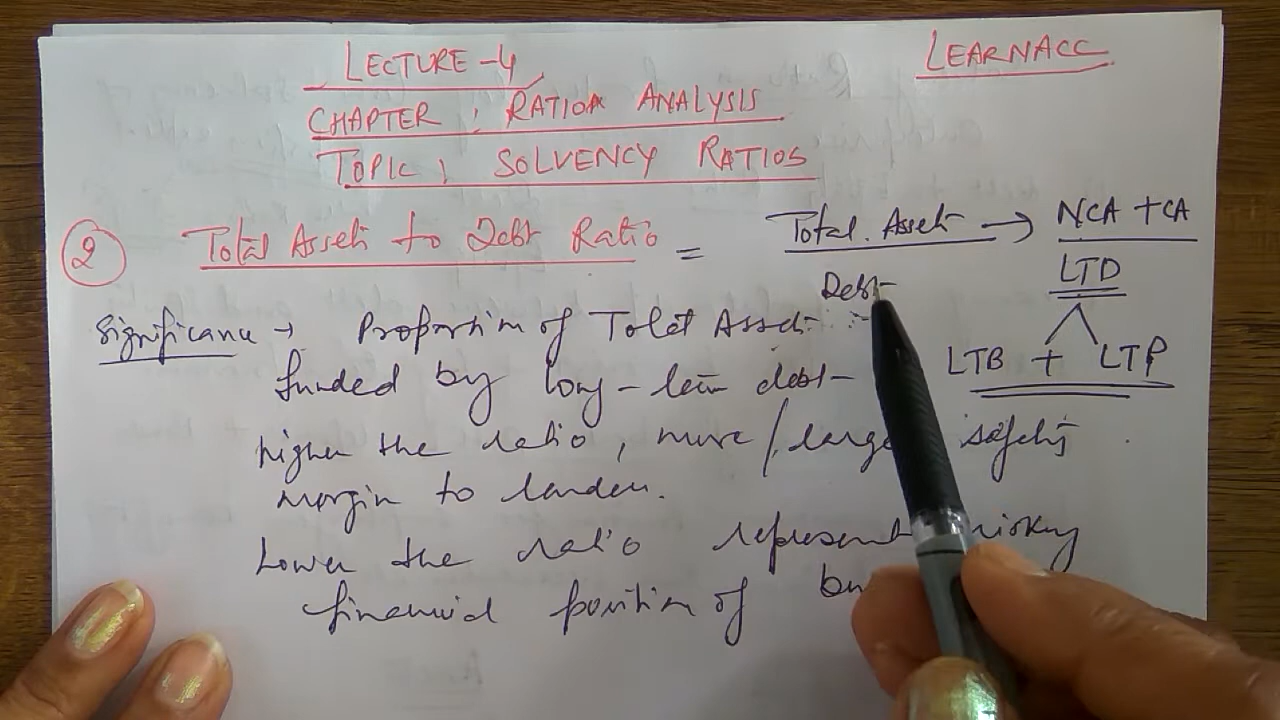 LECTURE-4
LEARNACC
CHAPTER : RATIO ANALYSIS
TOPIC : SOLVENCY RATIOS
2 Total Assets to Debt Ratio = Total Assets → NCA + CA
Debt
LTD
LTB + LTP
Significance → Proportion of Total Assets
funded by long-term debt
higher the ratio, more/large safety
margin to lenders.
Lower the ratio represent
financial position of